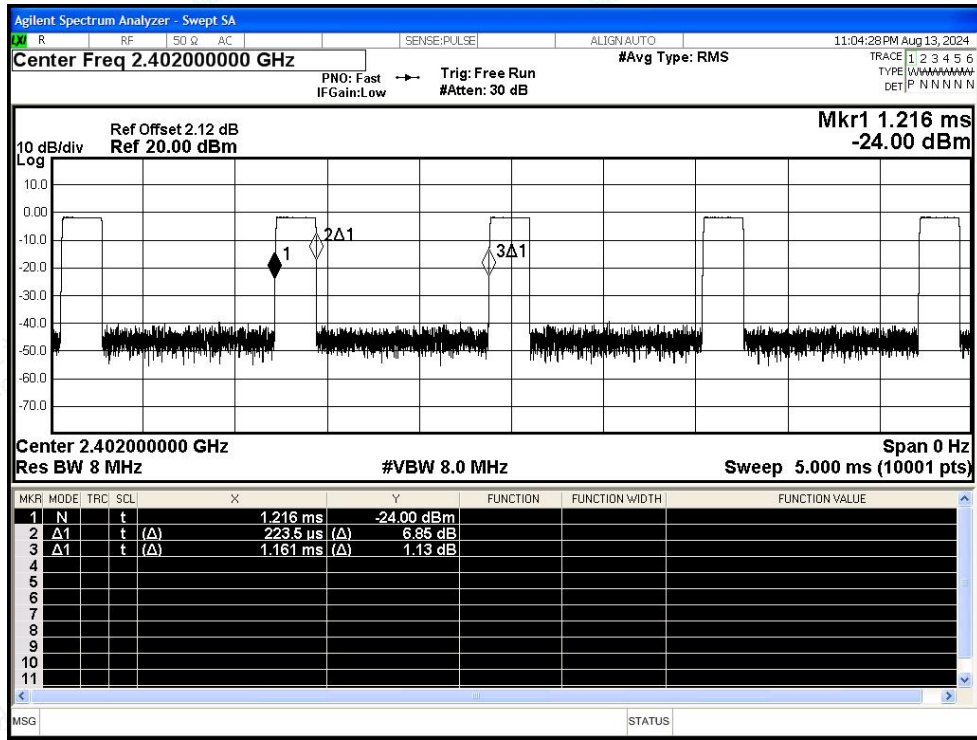 Agilent Spectrum Analyzer - Swept SA
LXI R RF 50 Ω AC SENSE:PULSE ALIGN AUTO 11:04:28 PM Aug 13, 2024
Center Freq 2.402000000 GHz #Avg Type: RMS TRACE 1 2 3 4 5 6
PNO: Fast Trig: Free Run TYPE WWWWWW
IFGain:Low #Atten: 30 dB DET P N N N N N
Mkr1 1.216 ms
Ref Offset 2.12 dB
10 dB/div Ref 20.00 dBm -24.00 dBm
Log
10.0
0.00
-10.0
2Δ1
1
3Δ1
-20.0
-30.0
-40.0
-50.0
-60.0
-70.0
Center 2.402000000 GHz Span 0 Hz
Res BW 8 MHz #VBW 8.0 MHz Sweep 5.000 ms (10001 pts)
MKR MODE TRC SCL X Y FUNCTION FUNCTION WIDTH FUNCTION VALUE
1 N t 1.216 ms -24.00 dBm
2 Δ1 t (Δ) 223.5 µs (Δ) 6.85 dB
3 Δ1 t (Δ) 1.161 ms (Δ) 1.13 dB
4
5
6
7
8
9
10
11
MSG STATUS